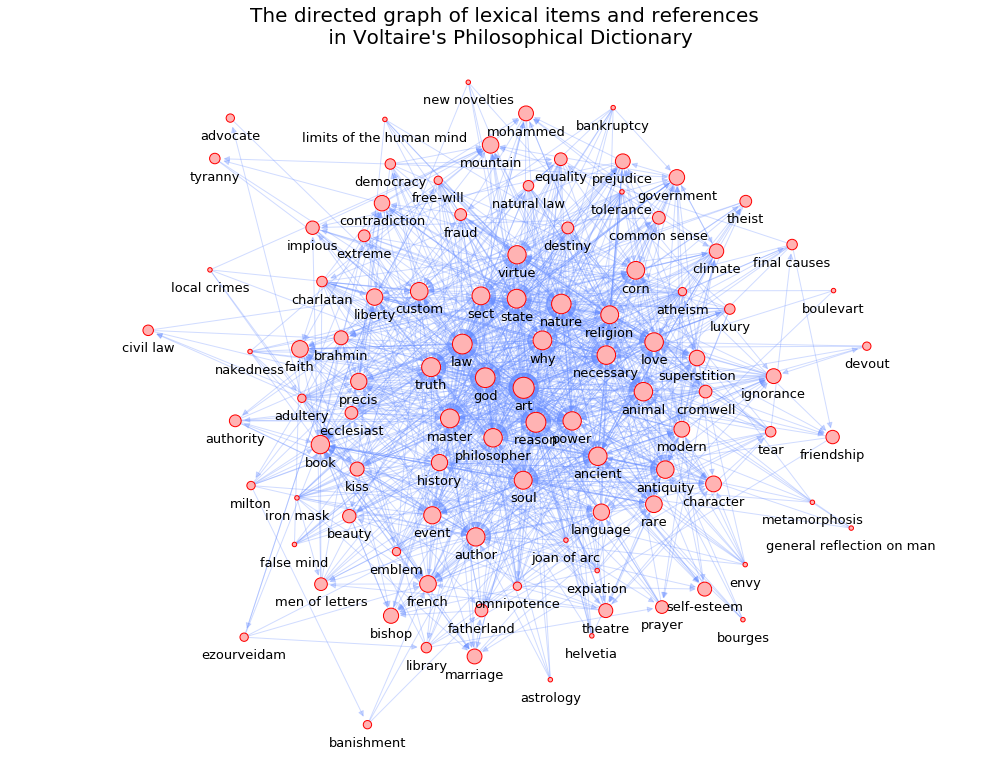 The directed graph of lexical items and references
in Voltaire's Philosophical Dictionary
new novelties
bankruptcy
mohammed
advocate
limits of the human mind
mountain
equality
prejudice
tyranny
democracy
government
free-will
natural law
tolerance
contradiction
fraud
common sense
theist
impious
extreme
destiny
climate
final causes
virtue
local crimes
charlatan
corn
atheism
boulevart
liberty
custom
sect
state
nature
religion
luxury
civil law
brahmin
law
why
necessary
love
superstition
devout
nakedness
faith
truth
god
art
animal
cromwell
ignorance
precis
adultery
ecclesiast
authority
master
reason
power
modern
tear
friendship
book
philosopher
history
ancient
antiquity
character
kiss
milton
iron mask
soul
language
rare
metamorphosis
beauty
event
general reflection on man
false mind
author
joan of arc
emblem
expiation
envy
men of letters
french
omnipotence
self-esteem
bishop
fatherland
theatre
prayer
bourges
ezourveidam
library
marriage
helvetia
astrology
banishment